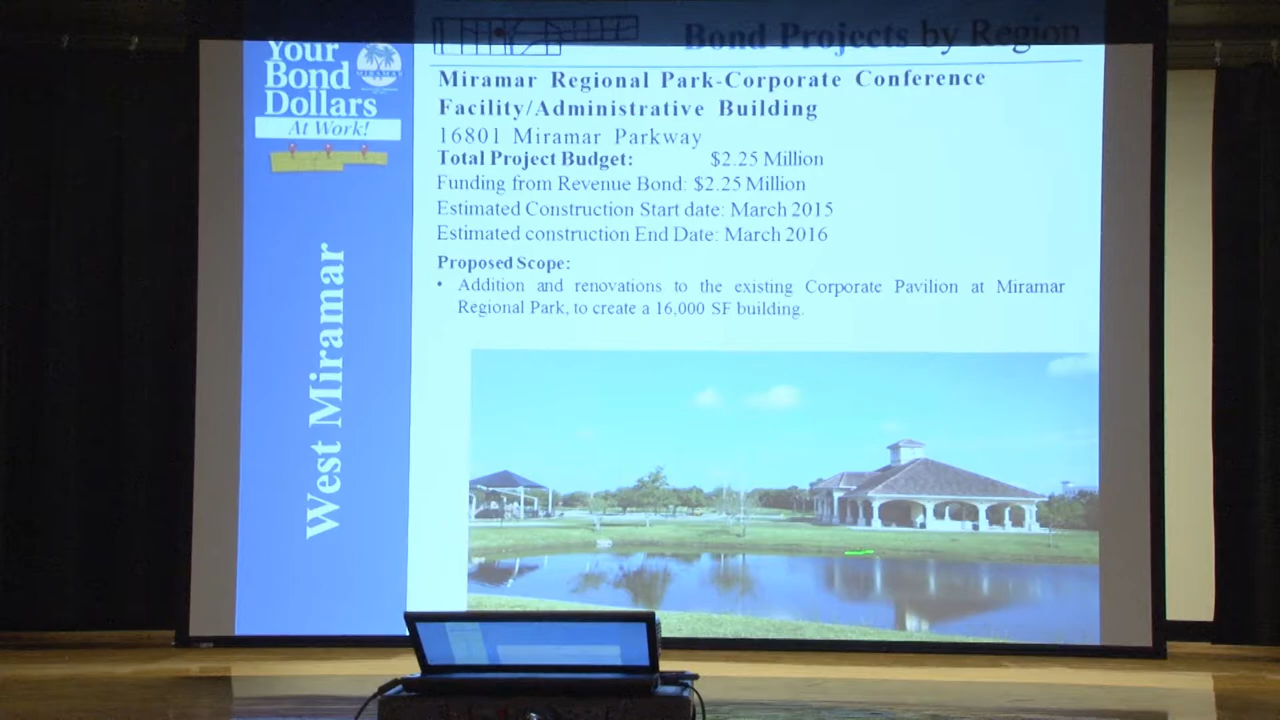 Your
Bond
Dollars
At Work!
MIRAMAR
West Miramar
Bond Projects by Region
Miramar Regional Park-Corporate Conference
Facility/Administrative Building
16801 Miramar Parkway
Total Project Budget: $2.25 Million
Funding from Revenue Bond: $2.25 Million
Estimated Construction Start date: March 2015
Estimated construction End Date: March 2016
Proposed Scope:
• Addition and renovations to the existing Corporate Pavilion at Miramar
Regional Park, to create a 16,000 SF building.